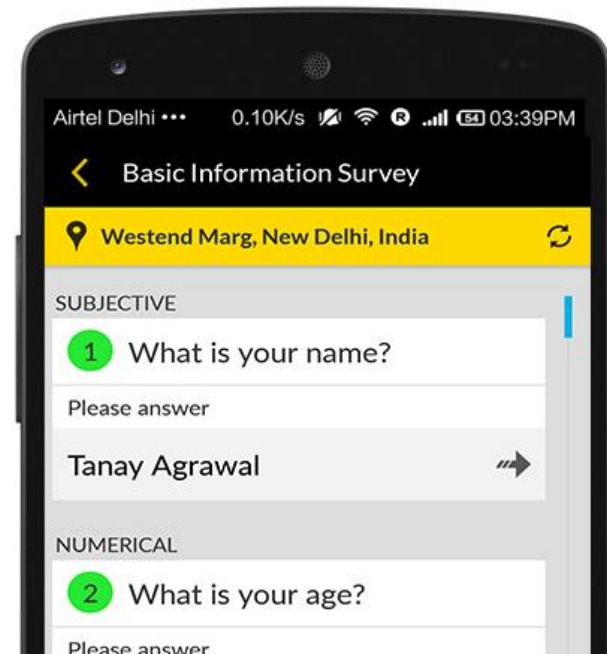 Airtel Delhi ••• 0.10K/s R 54 03:39PM
Basic Information Survey
Westend Marg, New Delhi, India
SUBJECTIVE
1 What is your name?
Please answer
Tanay Agrawal
NUMERICAL
2 What is your age?
Please answer